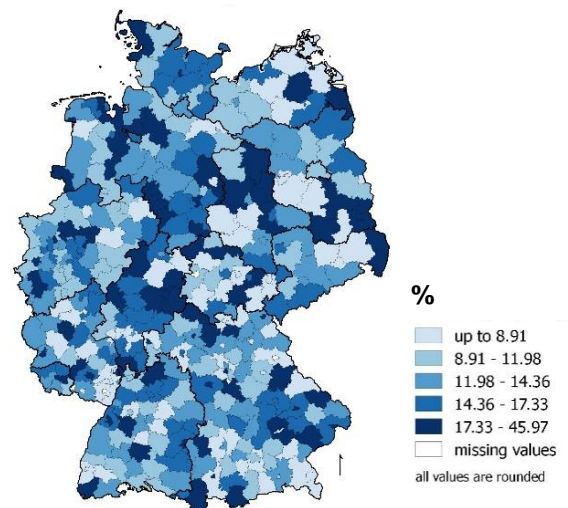 %
up to 8.91
8.91 - 11.98
11.98 - 14.36
14.36 - 17.33
17.33 - 45.97
missing values
all values are rounded